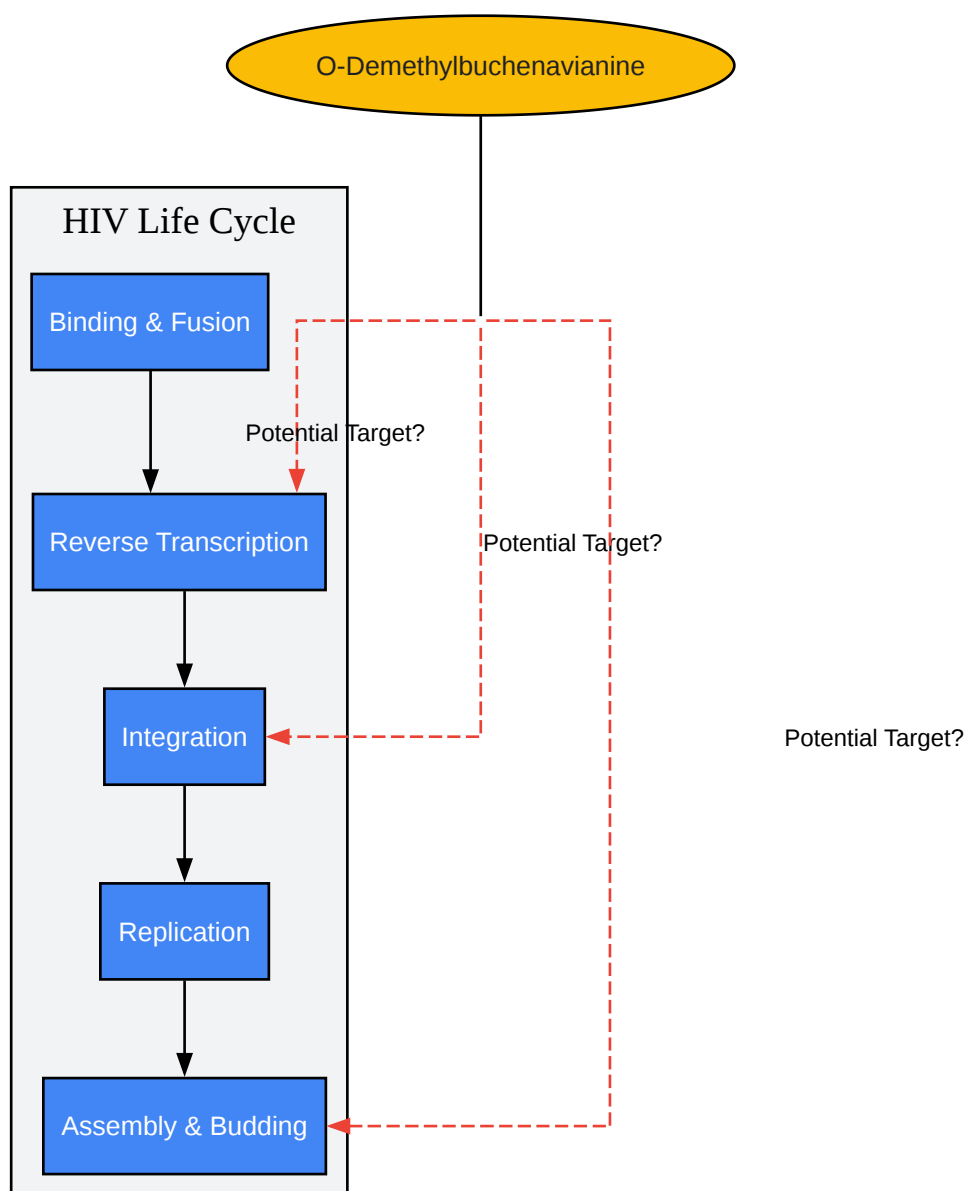 O-Demethylbuchenavianine
HIV Life Cycle
Binding & Fusion
Potential Target?
Reverse Transcription
Potential Target?
Integration
Potential Target?
Replication
Assembly & Budding